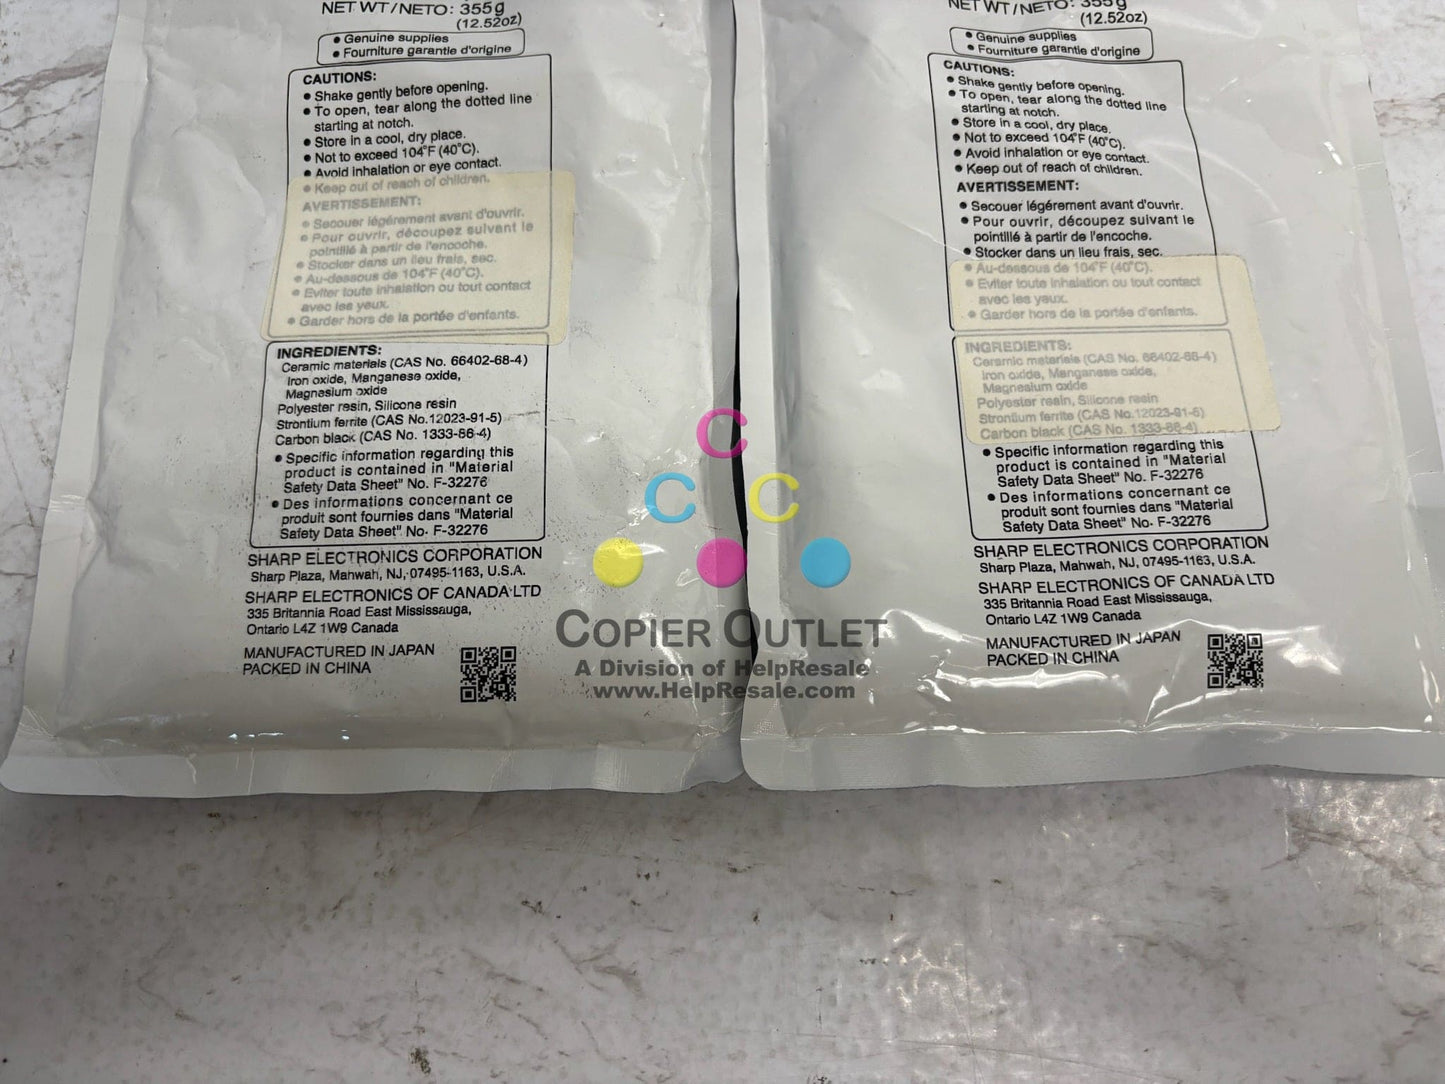 NET WT/NETO: 355g
(12.52oz)
• Genuine supplies
• Fourniture garantie d'origine
CAUTIONS:
• Shake gently before opening.
• To open, tear along the dotted line
starting at notch.
• Store in a cool, dry place.
• Not to exceed 104°F (40°C).
• Avoid inhalation or eye contact.
• Keep out of reach of children.
AVERTISSEMENT:
• Secouer légérement avant d'ouvrir.
• Pour ouvrir, découpez suivant le
pointillé à partir de l'encoche.
• Stocker dans un lieu frais, sec.
• Au-dessous de 104°F (40°C).
• Eviter toute inhalation ou tout contact
avec les yeux.
• Garder hors de la portée d'enfants.
INGREDIENTS:
Ceramic materials (CAS No. 66402-68-4)
Iron oxide, Manganese oxide,
Magnesium oxide
Polyester resin, Silicone resin
Strontium ferrite (CAS No.12023-91-5)
Carbon black (CAS No. 1333-86-4)
• Specific information regarding this
product is contained in "Material
Safety Data Sheet" No. F-32276
• Des informations concernant ce
produit sont fournies dans "Material
Safety Data Sheet" No. F-32276
SHARP ELECTRONICS CORPORATION
Sharp Plaza, Mahwah, NJ, 07495-1163, U.S.A.
SHARP ELECTRONICS OF CANADA LTD
335 Britannia Road East Mississauga,
Ontario L4Z 1W9 Canada
MANUFACTURED IN JAPAN
PACKED IN CHINA
NET WT/NETO: 355g
(12.52oz)
• Genuine supplies
• Fourniture garantie d'origine
CAUTIONS:
• Shake gently before opening.
• To open, tear along the dotted line
starting at notch.
• Store in a cool, dry place.
• Not to exceed 104°F (40°C).
• Avoid inhalation or eye contact.
• Keep out of reach of children.
AVERTISSEMENT:
• Secouer légérement avant d'ouvrir.
• Pour ouvrir, découpez suivant le
pointillé à partir de l'encoche.
• Stocker dans un lieu frais, sec.
• Au-dessous de 104°F (40°C).
• Eviter toute inhalation ou tout contact
avec les yeux.
• Garder hors de la portée d'enfants.
INGREDIENTS:
Ceramic materials (CAS No. 66402-68-4)
Iron oxide, Manganese oxide,
Magnesium oxide
Polyester resin, Silicone resin
Strontium ferrite (CAS No.12023-91-5)
Carbon black (CAS No. 1333-86-4)
• Specific information regarding this
product is contained in "Material
Safety Data Sheet" No. F-32276
• Des informations concernant ce
produit sont fournies dans "Material
Safety Data Sheet" No. F-32276
SHARP ELECTRONICS CORPORATION
Sharp Plaza, Mahwah, NJ, 07495-1163, U.S.A.
SHARP ELECTRONICS OF CANADA LTD
335 Britannia Road East Mississauga,
Ontario L4Z 1W9 Canada
MANUFACTURED IN JAPAN
PACKED IN CHINA
C
C C
COPIER OUTLET
A Division of HelpResale
www.HelpResale.com